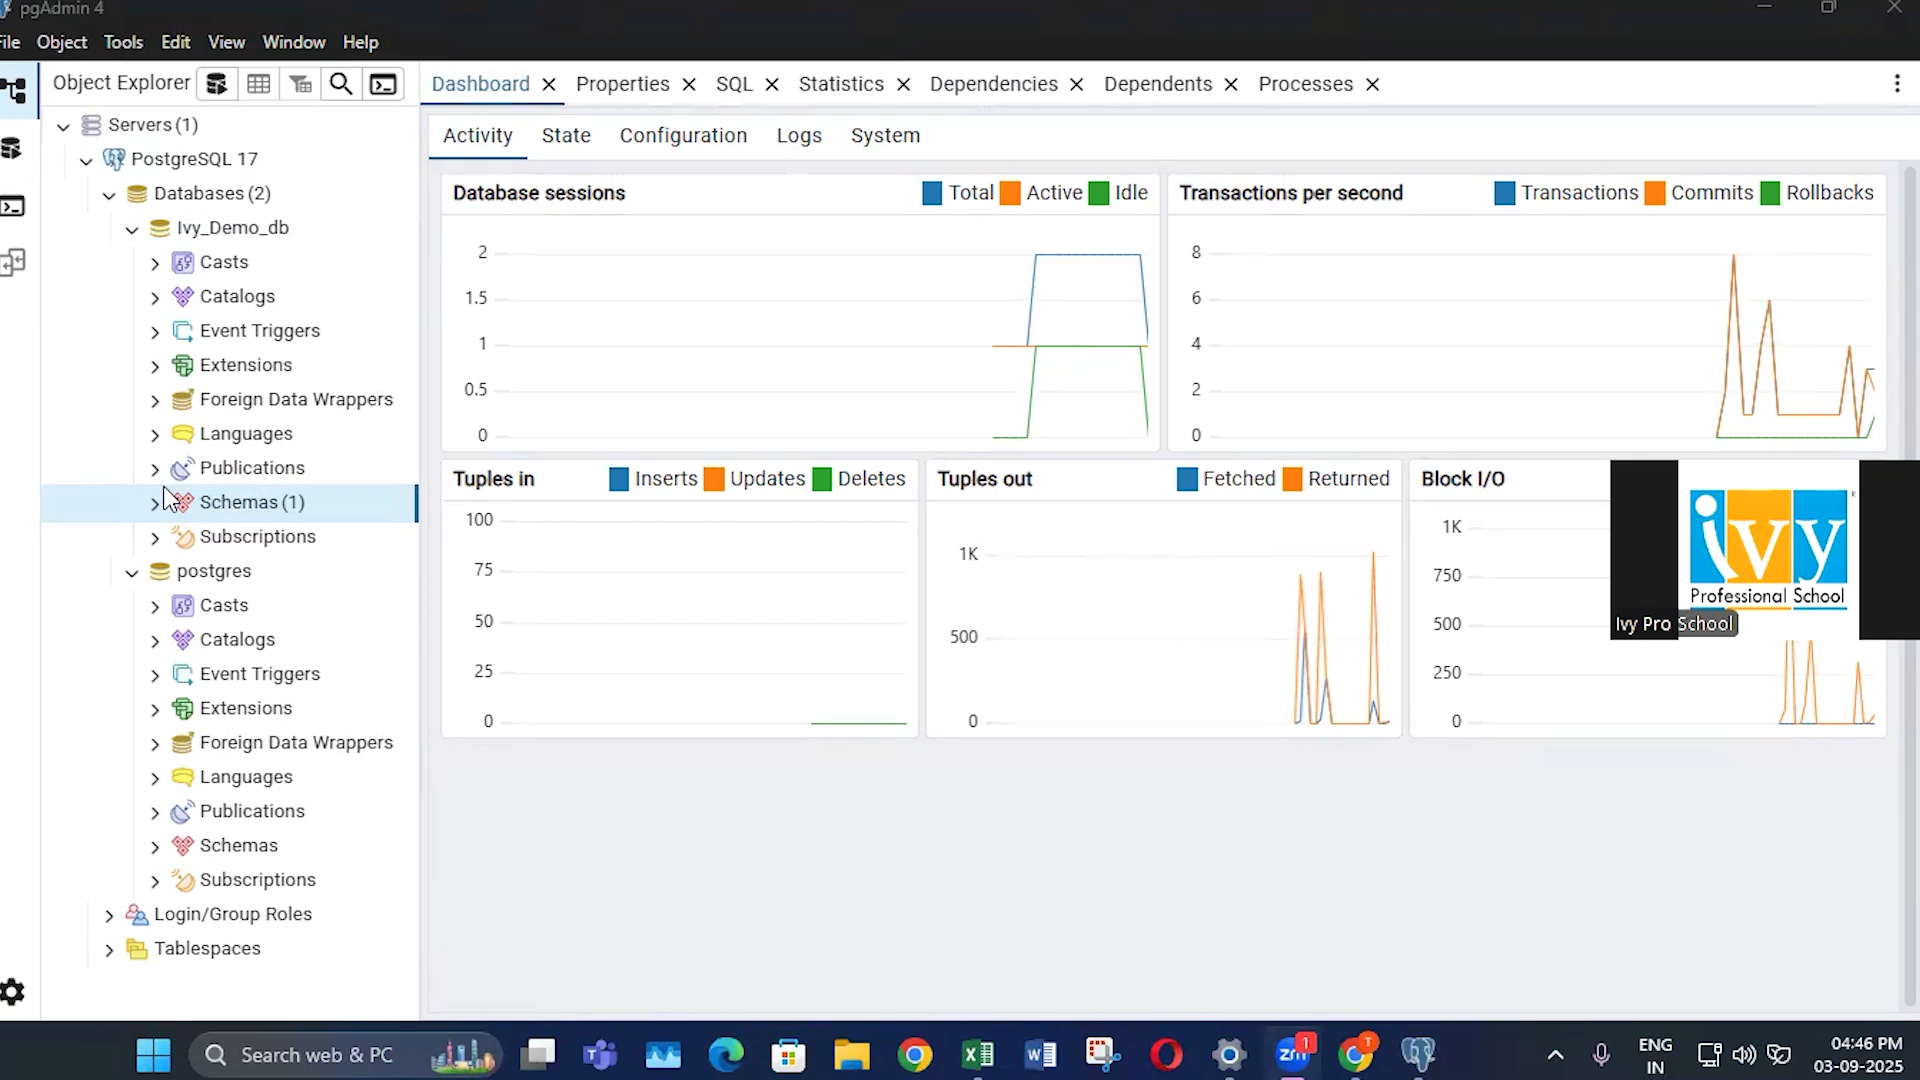 pgAdmin 4
File Object Tools Edit View Window Help
Object Explorer
Dashboard Properties SQL Statistics Dependencies Dependents Processes
Activity State Configuration Logs System
Servers (1)
PostgreSQL 17
Databases (2)
Ivy_Demo_db
Casts
Catalogs
Event Triggers
Extensions
Foreign Data Wrappers
Languages
Publications
Schemas (1)
Subscriptions
postgres
Casts
Catalogs
Event Triggers
Extensions
Foreign Data Wrappers
Languages
Publications
Schemas
Subscriptions
Login/Group Roles
Tablespaces
Database sessions Total Active Idle
2
1.5
1
0.5
0
Transactions per second Transactions Commits Rollbacks
8
6
4
2
0
Tuples in Inserts Updates Deletes
100
75
50
25
0
Tuples out Fetched Returned
1K
500
0
Block I/O
1K
750
500
250
0
ivy
Professional School
Ivy Pro School
Search web & PC
1
T
zm
ENG
IN
04:46 PM
03-09-2025